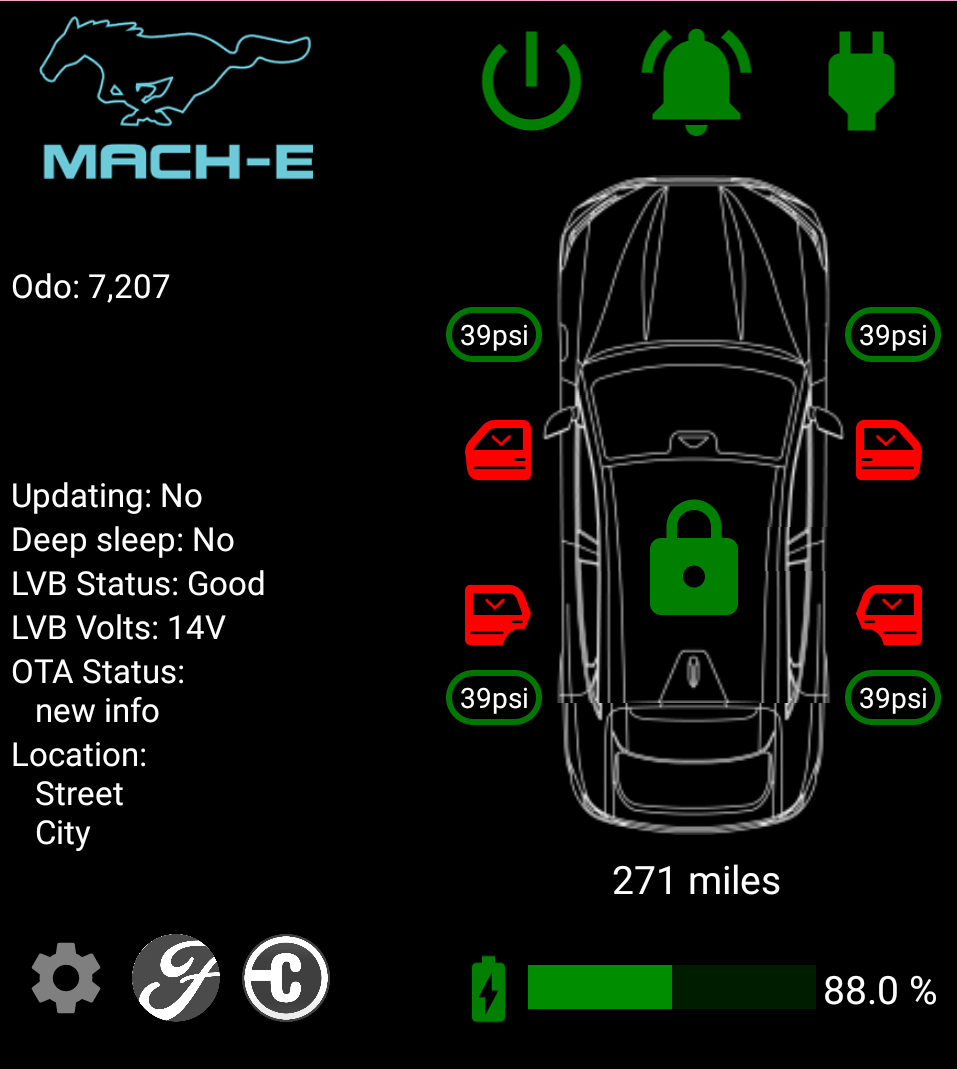 MACH-E
Odo: 7,207
39psi
39psi
Updating: No
Deep sleep: No
LVB Status: Good
LVB Volts: 14V
OTA Status:
new info
39psi
39psi
Location:
Street
City
271 miles
88.0 %